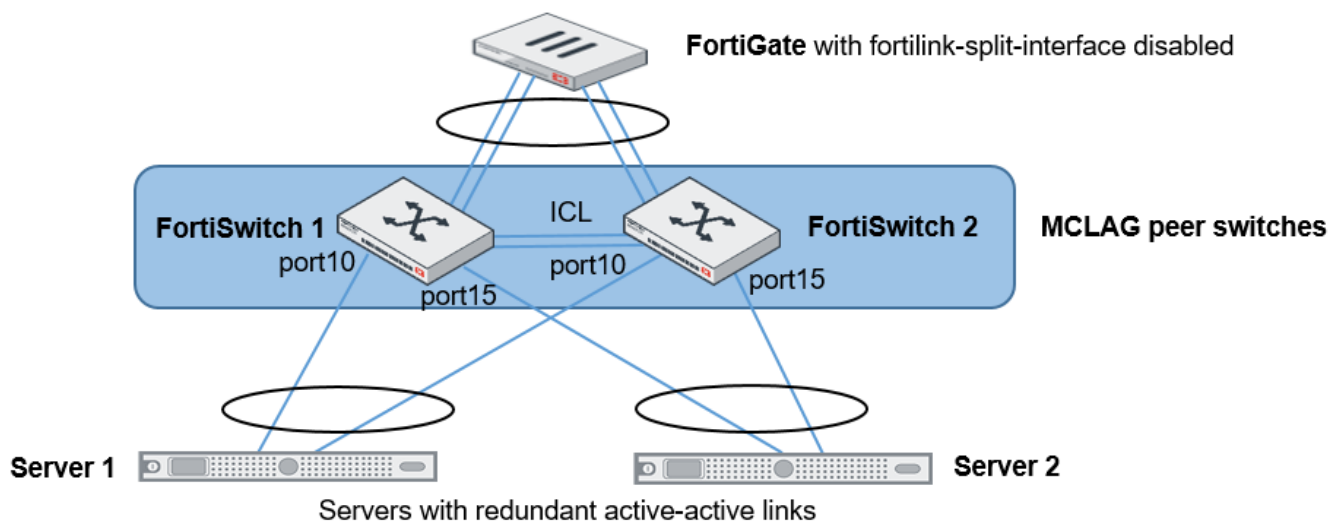 FortiGate with fortilink-split-interface disabled
FortiSwitch 1
ICL
FortiSwitch 2
MCLAG peer switches
port10
port10
port15
port15
Server 1
Server 2
Servers with redundant active-active links